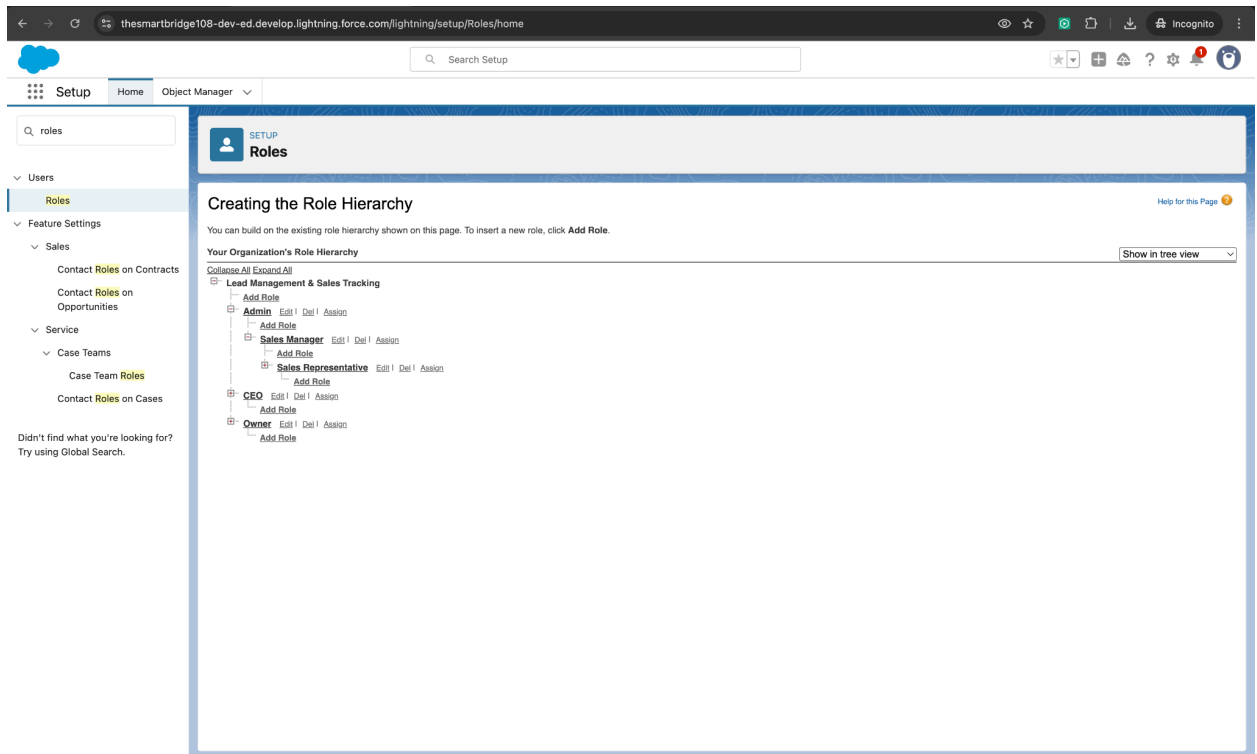 thesmartbridge108-dev-ed.develop.lightning.force.com/lightning/setup/Roles/home
Incognito
Search Setup
1
Setup
Home
Object Manager
roles
SETUP
Roles
Users
Roles
Feature Settings
Sales
Contact Roles on Contracts
Contact Roles on
Opportunities
Service
Case Teams
Case Team Roles
Contact Roles on Cases
Didn't find what you're looking for?
Try using Global Search.
Creating the Role Hierarchy
Help for this Page ?
You can build on the existing role hierarchy shown on this page. To insert a new role, click Add Role.
Your Organization's Role Hierarchy
Show in tree view
Collapse All Expand All
Lead Management & Sales Tracking
Add Role
Admin Edit | Del | Assign
Add Role
Sales Manager Edit | Del | Assign
Add Role
Sales Representative Edit | Del | Assign
Add Role
CEO Edit | Del | Assign
Add Role
Owner Edit | Del | Assign
Add Role